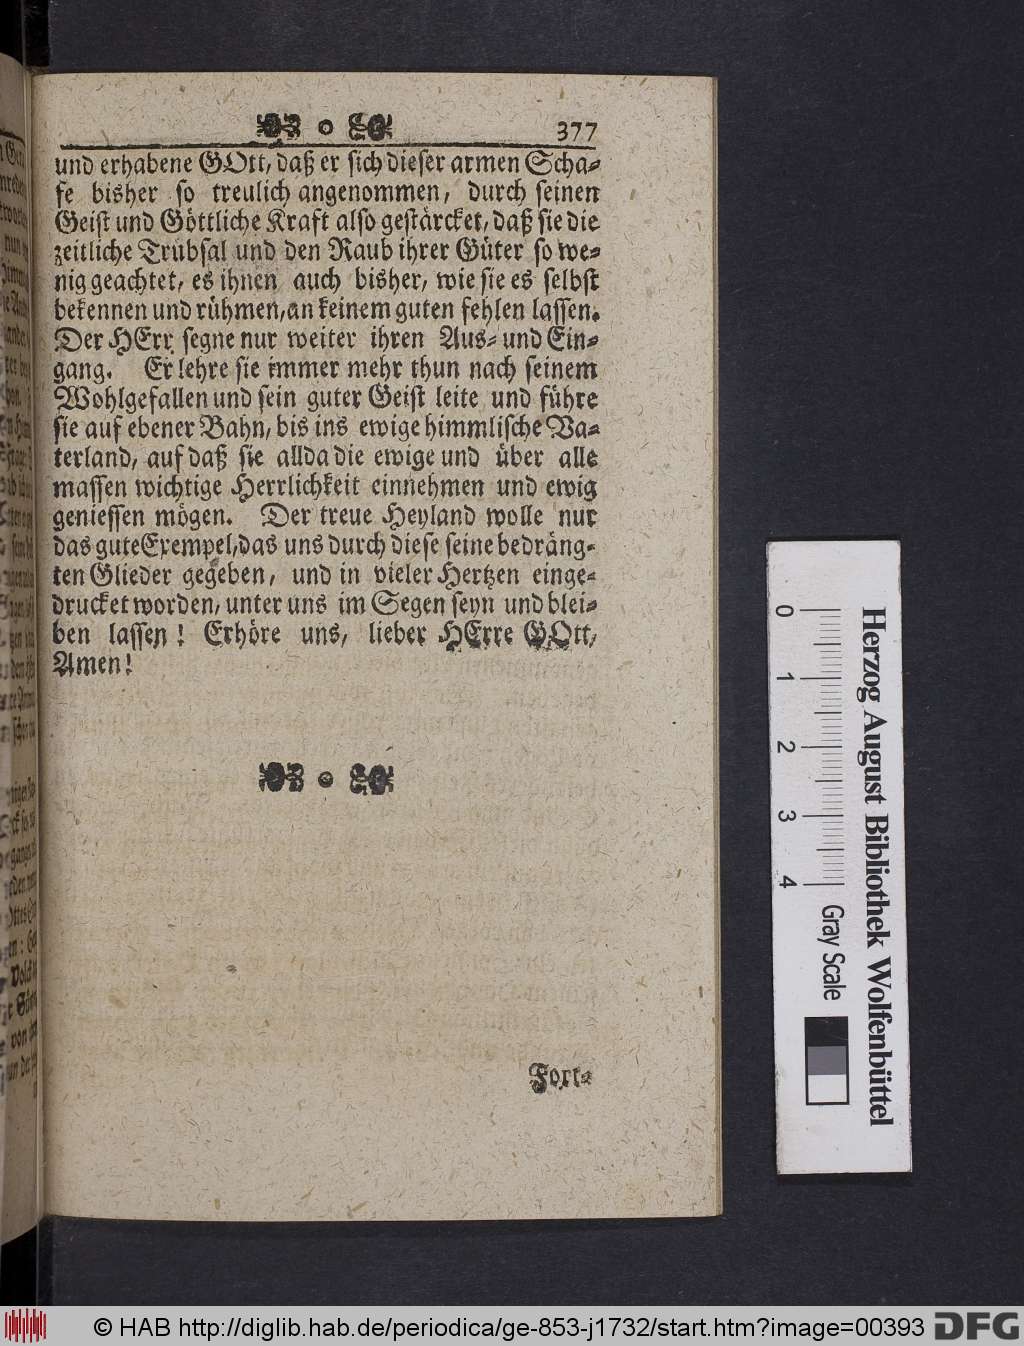 377
und erhabene GOtt, daß er sich dieser armen Scha-
fe bisher so treulich angenommen, durch seinen
Geist und Göttliche Kraft also gestärcket, daß sie die
zeitliche Trübsal und den Raub ihrer Güter so we-
nig geachtet, es ihnen auch bisher, wie sie es selbst
bekennen und rühmen, an keinem guten fehlen lassen.
Der HErr segne nur weiter ihren Aus- und Ein-
gang. Er lehre sie immer mehr thun nach seinem
Wohlgefallen und sein guter Geist leite und führe
sie auf ebener Bahn, bis ins ewige himmlische Va-
terland, auf daß sie allda die ewige und über alle
massen wichtige Herrlichkeit einnehmen und ewig
geniessen mögen. Der treue Heyland wolle nur
das gute Exempel, das uns durch diese seine bedräng-
ten Glieder gegeben, und in vieler Hertzen einge-
drucket worden, unter uns im Segen seyn und blei-
ben lassen! Erhöre uns, lieber HErre GOtt,
Amen!
Fort-
Herzog August Bibliothek Wolfenbüttel
0 1 2 3 4 Gray Scale
© HAB http://diglib.hab.de/periodica/ge-853-j1732/start.htm?image=00393 DFG